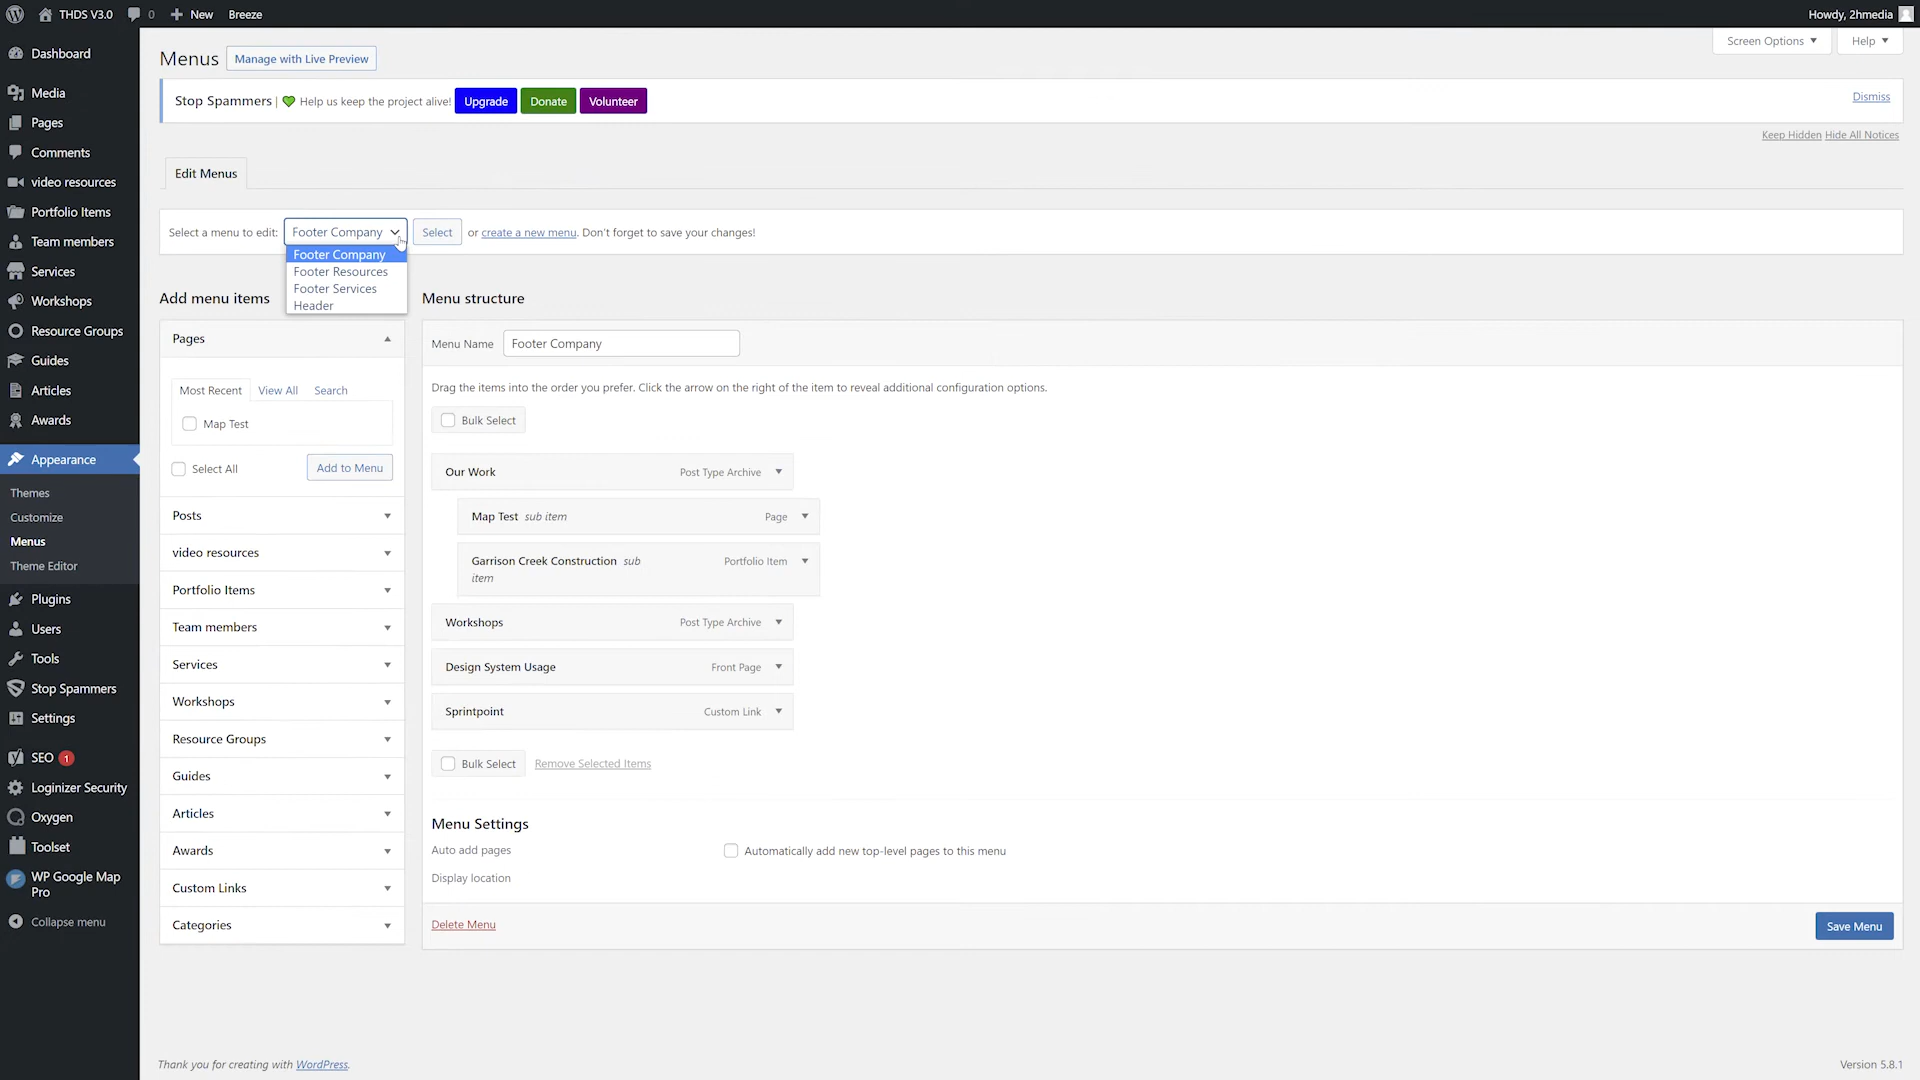 THDS V3.0
0
New
Breeze
Howdy, 2hmedia
Dashboard
Media
Pages
Comments
video resources
Portfolio Items
Team members
Services
Workshops
Resource Groups
Guides
Articles
Awards
Appearance
Themes
Customize
Menus
Theme Editor
Plugins
Users
Tools
Stop Spammers
Settings
SEO 1
Loginizer Security
Oxygen
Toolset
WP Google Map
Pro
Collapse menu
Menus
Manage with Live Preview
Screen Options
Help
Stop Spammers | Help us keep the project alive! Upgrade Donate Volunteer
Dismiss
Keep Hidden Hide All Notices
Edit Menus
Select a menu to edit: Footer Company Select or create a new menu. Don't forget to save your changes!
Footer Company
Footer Resources
Footer Services
Header
Add menu items
Pages
Most Recent View All Search
Map Test
Select All Add to Menu
Posts
video resources
Portfolio Items
Team members
Services
Workshops
Resource Groups
Guides
Articles
Awards
Custom Links
Categories
Menu structure
Menu Name Footer Company
Drag the items into the order you prefer. Click the arrow on the right of the item to reveal additional configuration options.
Bulk Select
Our Work Post Type Archive
Map Test sub item Page
Garrison Creek Construction sub Portfolio Item
item
Workshops Post Type Archive
Design System Usage Front Page
Sprintpoint Custom Link
Bulk Select Remove Selected Items
Menu Settings
Auto add pages Automatically add new top-level pages to this menu
Display location
Delete Menu Save Menu
Thank you for creating with WordPress.
Version 5.8.1